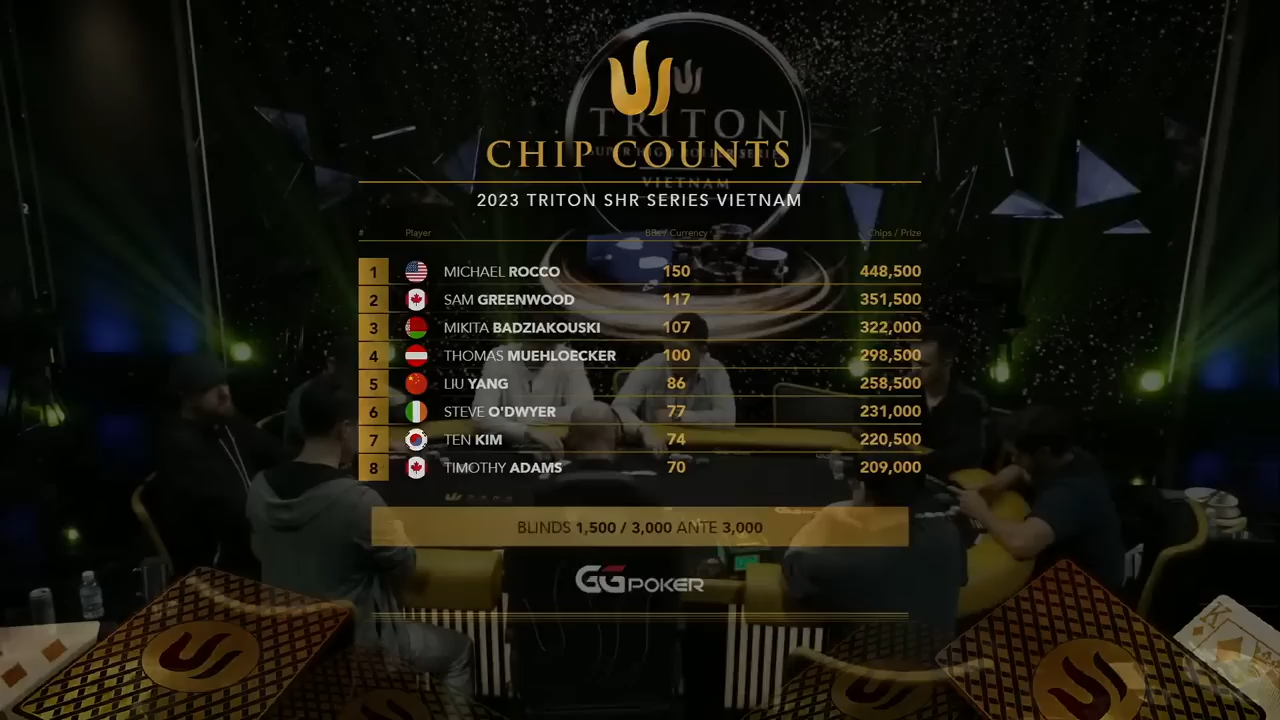 TRITON
CHIP COUNTS
VIETNAM
2023 TRITON SHR SERIES VIETNAM
# Player BBs / Currency Chips / Prize
1 MICHAEL ROCCO 150 448,500
2 SAM GREENWOOD 117 351,500
3 MIKITA BADZIAKOUSKI 107 322,000
4 THOMAS MUEHLOECKER 100 298,500
5 LIU YANG 86 258,500
6 STEVE O'DWYER 77 231,000
7 TEN KIM 74 220,500
8 TIMOTHY ADAMS 70 209,000
BLINDS 1,500 / 3,000 ANTE 3,000
GGPOKER
K